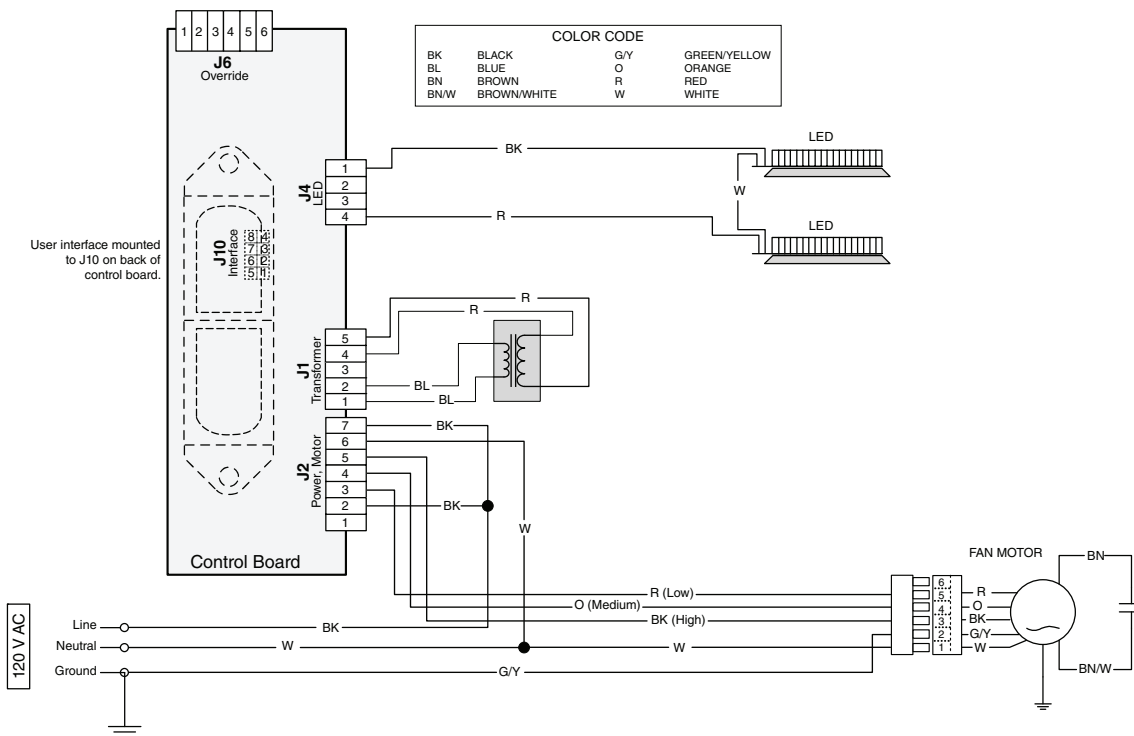 1 2 3 4 5 6
J6
Override
COLOR CODE
BK BLACK G/Y GREEN/YELLOW
BL BLUE O ORANGE
BN BROWN R RED
BN/W BROWN/WHITE W WHITE
LED
BK
1
2
3
4
J4
LED
W
R
LED
User interface mounted
to J10 on back of
control board.
J10
Interface
8 4
7 3
6 2
5 1
R
R
5
4
3
2
1
J1
Transformer
BL
BL
7
6
5
4
3
2
1
J2
Power, Motor
BK
BK
W
Control Board
FAN MOTOR
BN
R (Low)
O (Medium)
BK (High)
6
5
4
3
2
1
R
O
BK
G/Y
W
BN/W
120 V AC
Line
BK
Neutral
W
W
Ground
G/Y